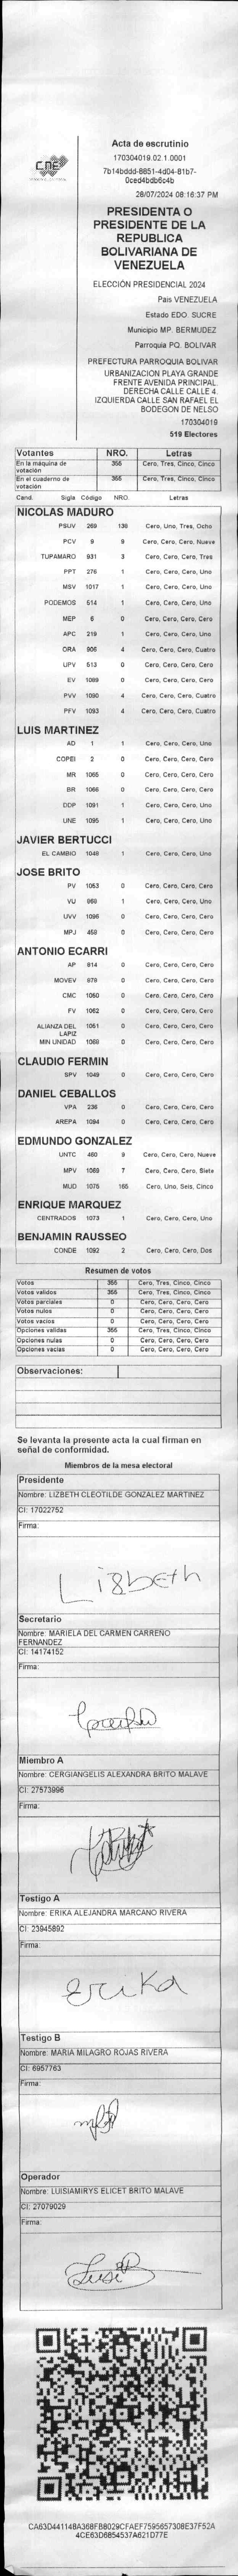 CNE
Acta de escrutinio
170304019.02.1.0001
7b14bddd-8851-4d04-81b7-
0ced4bdb6c4b
28/07/2024 08:16:37 PM
PRESIDENTA O
PRESIDENTE DE LA
REPUBLICA
BOLIVARIANA DE
VENEZUELA
ELECCIÓN PRESIDENCIAL 2024
Pais VENEZUELA
Estado EDO. SUCRE
Municipio MP. BERMUDEZ
Parroquia PQ. BOLIVAR
PREFECTURA PARROQUIA BOLIVAR
URBANIZACION PLAYA GRANDE
FRENTE AVENIDA PRINCIPAL.
DERECHA CALLE CALLE 4.
IZQUIERDA CALLE SAN RAFAEL EL
BODEGON DE NELSO
170304019
519 Electores
Votantes NRO. Letras
En la máquina de votación 355 Cero, Tres, Cinco, Cinco
En el cuaderno de votación 355 Cero, Tres, Cinco, Cinco
Cand. Sigla Código NRO. Letras
NICOLAS MADURO
PSUV 269 138 Cero, Uno, Tres, Ocho
PCV 9 9 Cero, Cero, Cero, Nueve
TUPAMARO 931 3 Cero, Cero, Cero, Tres
PPT 276 1 Cero, Cero, Cero, Uno
MSV 1017 1 Cero, Cero, Cero, Uno
PODEMOS 514 1 Cero, Cero, Cero, Uno
MEP 6 0 Cero, Cero, Cero, Cero
APC 219 1 Cero, Cero, Cero, Uno
ORA 906 4 Cero, Cero, Cero, Cuatro
UPV 513 0 Cero, Cero, Cero, Cero
EV 1089 0 Cero, Cero, Cero, Cero
PVV 1090 4 Cero, Cero, Cero, Cuatro
PFV 1093 4 Cero, Cero, Cero, Cuatro
LUIS MARTINEZ
AD 1 1 Cero, Cero, Cero, Uno
COPEI 2 0 Cero, Cero, Cero, Cero
MR 1065 0 Cero, Cero, Cero, Cero
BR 1066 0 Cero, Cero, Cero, Cero
DDP 1091 1 Cero, Cero, Cero, Uno
UNE 1095 1 Cero, Cero, Cero, Uno
JAVIER BERTUCCI
EL CAMBIO 1048 1 Cero, Cero, Cero, Uno
JOSE BRITO
PV 1053 0 Cero, Cero, Cero, Cero
VU 969 1 Cero, Cero, Cero, Uno
UVV 1096 0 Cero, Cero, Cero, Cero
MPJ 458 0 Cero, Cero, Cero, Cero
ANTONIO ECARRI
AP 814 0 Cero, Cero, Cero, Cero
MOVEV 979 0 Cero, Cero, Cero, Cero
CMC 1050 0 Cero, Cero, Cero, Cero
FV 1062 0 Cero, Cero, Cero, Cero
ALIANZA DEL LAPIZ 1051 0 Cero, Cero, Cero, Cero
MIN UNIDAD 1068 0 Cero, Cero, Cero, Cero
CLAUDIO FERMIN
SPV 1049 0 Cero, Cero, Cero, Cero
DANIEL CEBALLOS
VPA 236 0 Cero, Cero, Cero, Cero
AREPA 1094 0 Cero, Cero, Cero, Cero
EDMUNDO GONZALEZ
UNTC 460 9 Cero, Cero, Cero, Nueve
MPV 1069 7 Cero, Cero, Cero, Siete
MUD 1075 165 Cero, Uno, Seis, Cinco
ENRIQUE MARQUEZ
CENTRADOS 1073 1 Cero, Cero, Cero, Uno
BENJAMIN RAUSSEO
CONDE 1092 2 Cero, Cero, Cero, Dos
Resumen de votos
Votos 355 Cero, Tres, Cinco, Cinco
Votos validos 355 Cero, Tres, Cinco, Cinco
Votos parciales 0 Cero, Cero, Cero, Cero
Votos nulos 0 Cero, Cero, Cero, Cero
Votos vacios 0 Cero, Cero, Cero, Cero
Opciones validas 355 Cero, Tres, Cinco, Cinco
Opciones nulas 0 Cero, Cero, Cero, Cero
Opciones vacias 0 Cero, Cero, Cero, Cero
Observaciones:
Se levanta la presente acta la cual firman en
señal de conformidad.
Miembros de la mesa electoral
Presidente
Nombre: LIZBETH CLEOTILDE GONZALEZ MARTINEZ
CI: 17022752
Firma:
Lizbeth
Secretario
Nombre: MARIELA DEL CARMEN CARREÑO
FERNANDEZ
CI: 14174152
Firma:
Miembro A
Nombre: CERGIANGELIS ALEXANDRA BRITO MALAVE
CI: 27573996
Firma:
Testigo A
Nombre: ERIKA ALEJANDRA MARCANO RIVERA
CI: 23945892
Firma:
Erika
Testigo B
Nombre: MARIA MILAGRO ROJAS RIVERA
CI: 6957763
Firma:
Operador
Nombre: LUISIAMIRYS ELICET BRITO MALAVE
CI: 27079029
Firma:
CA63D441148A368FB8029CFAEF7595657308E37F52A
4CE63D6854537A621D77E